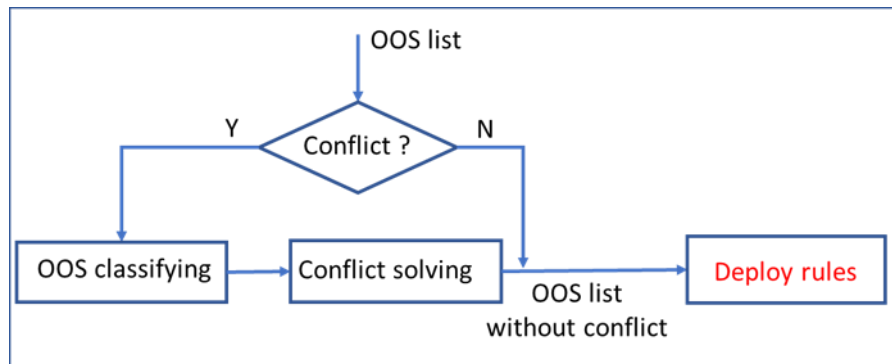 OOS list
Y
N
Conflict ?
OOS classifying
Conflict solving
Deploy rules
OOS list
without conflict